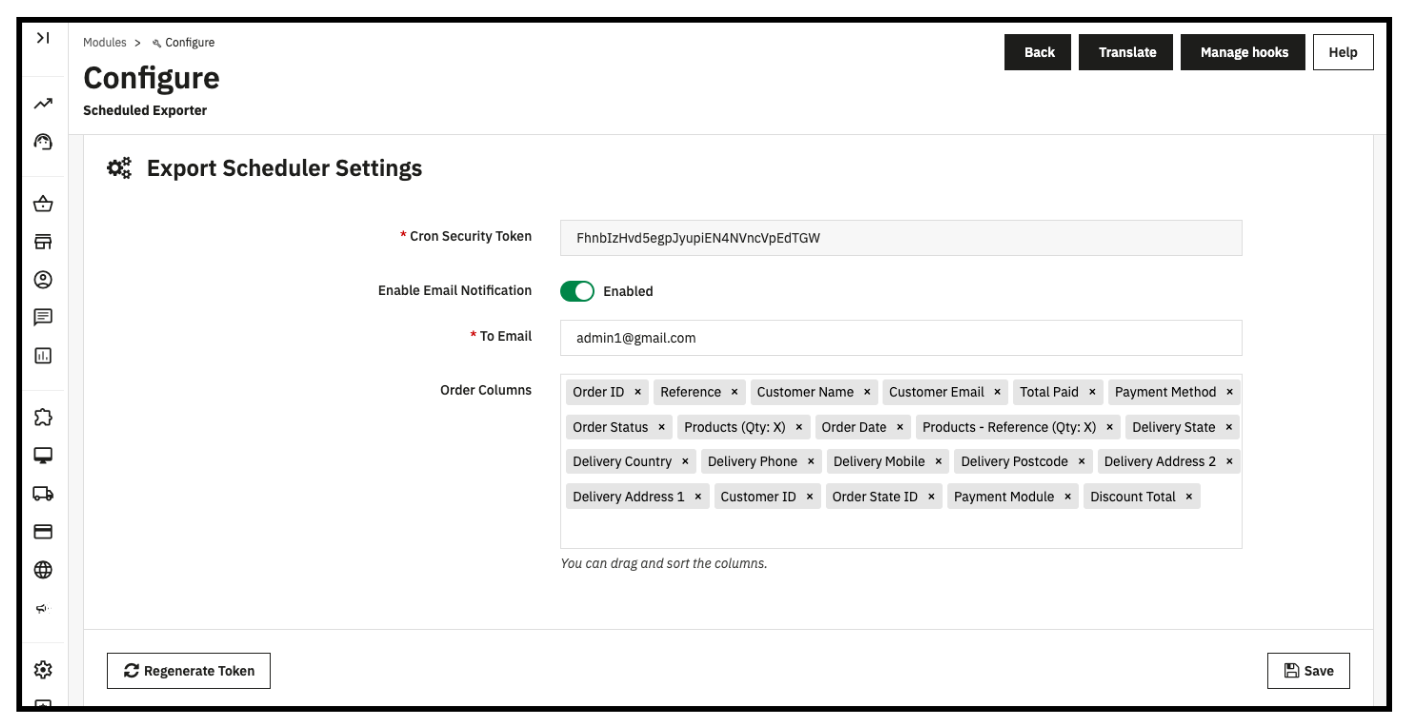 Modules > Configure
Configure
Scheduled Exporter
Back Translate Manage hooks Help
Export Scheduler Settings
* Cron Security Token FhnbIzHvd5egpJyupiEN4NVncVpEdTGW
Enable Email Notification Enabled
* To Email admin1@gmail.com
Order Columns Order ID × Reference × Customer Name × Customer Email × Total Paid × Payment Method ×
Order Status × Products (Qty: X) × Order Date × Products - Reference (Qty: X) × Delivery State ×
Delivery Country × Delivery Phone × Delivery Mobile × Delivery Postcode × Delivery Address 2 ×
Delivery Address 1 × Customer ID × Order State ID × Payment Module × Discount Total ×
You can drag and sort the columns.
Regenerate Token Save